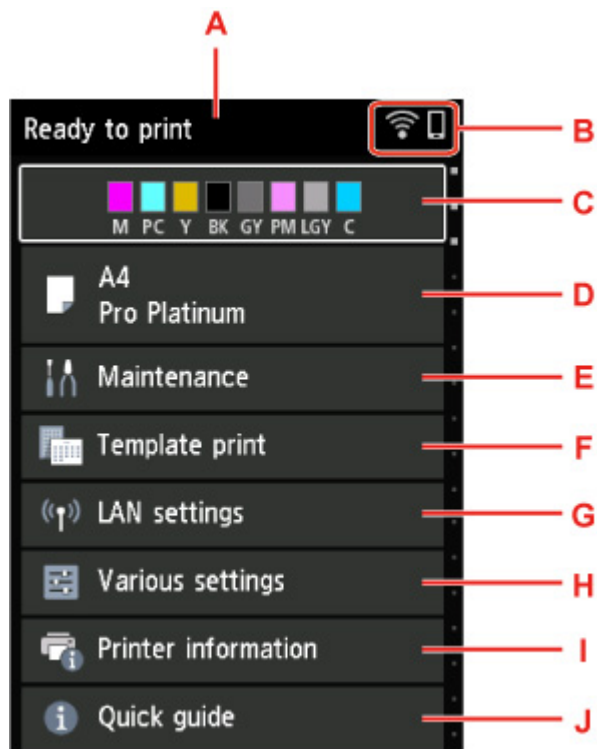 A
Ready to print
B
M PC Y BK GY PM LGY C
C
A4
Pro Platinum
D
Maintenance
E
Template print
F
LAN settings
G
Various settings
H
Printer information
I
Quick guide
J